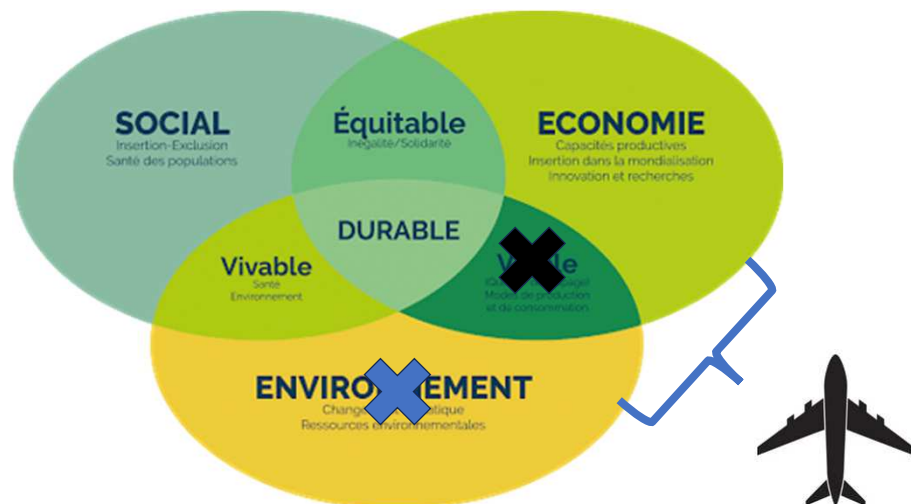 SOCIAL
Insertion-Exclusion
Santé des populations
Équitable
Inégalité/Solidarité
ECONOMIE
Capacités productives
Insertion dans la mondialisation
Innovation et recherches
DURABLE
Vivable
Santé
Environnement
Modes de production
et du consommation
Ressources environnementales